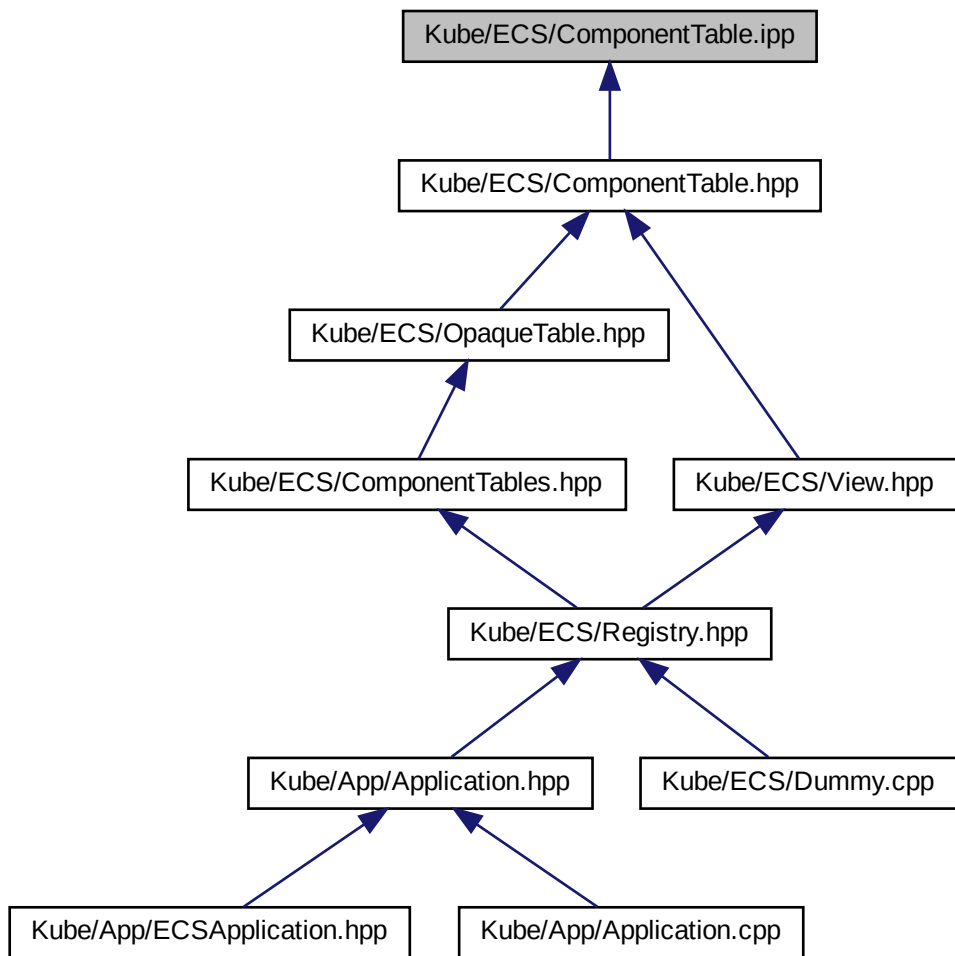 Kube/ECS/ComponentTable.ipp
Kube/ECS/ComponentTable.hpp
Kube/ECS/OpaqueTable.hpp
Kube/ECS/ComponentTables.hpp
Kube/ECS/View.hpp
Kube/ECS/Registry.hpp
Kube/App/Application.hpp
Kube/ECS/Dummy.cpp
Kube/App/ECSApplication.hpp
Kube/App/Application.cpp